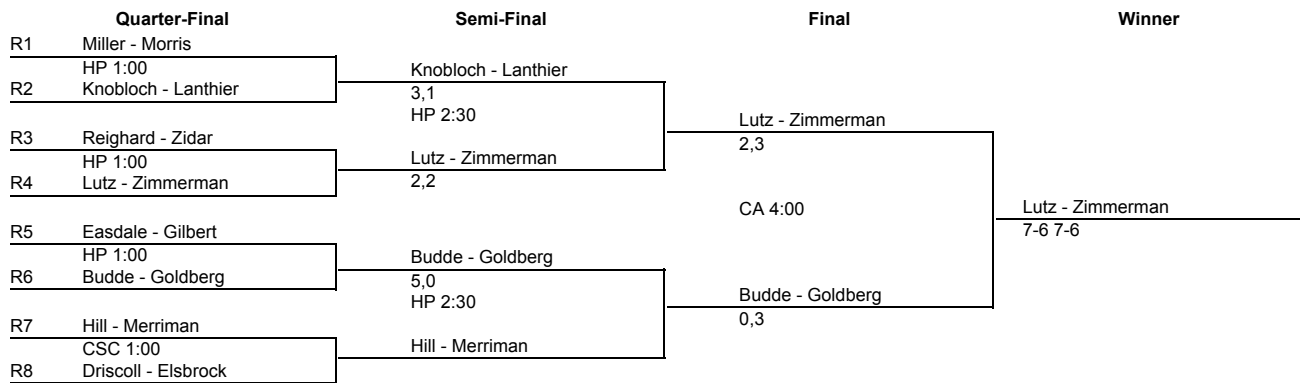 Quarter-Final Semi-Final Final Winner
R1 Miller - Morris
HP 1:00
R2 Knobloch - Lanthier
R3 Reighard - Zidar
HP 1:00
R4 Lutz - Zimmerman
R5 Easdale - Gilbert
HP 1:00
R6 Budde - Goldberg
R7 Hill - Merriman
CSC 1:00
R8 Driscoll - Elsbrock
Knobloch - Lanthier
3,1
HP 2:30
Lutz - Zimmerman
2,2
Budde - Goldberg
5,0
HP 2:30
Hill - Merriman
Lutz - Zimmerman
2,3
CA 4:00
Budde - Goldberg
0,3
Lutz - Zimmerman
7-6 7-6